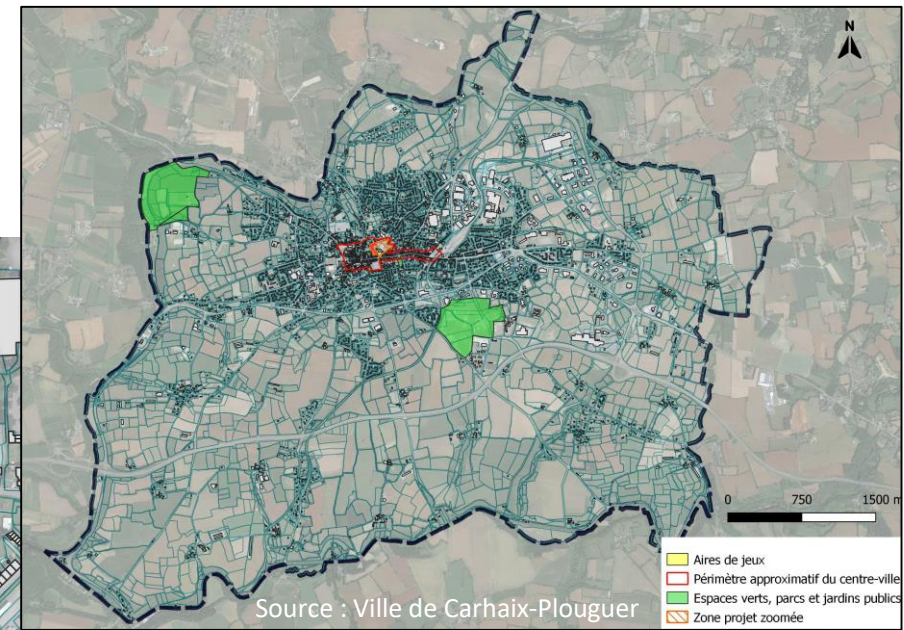 N
0 750 1500 m
Aires de jeux
Périmètre approximatif du centre-ville
Espaces verts, parcs et jardins publics
Zone projet zoomée
Source : Ville de Carhaix-Plouguer